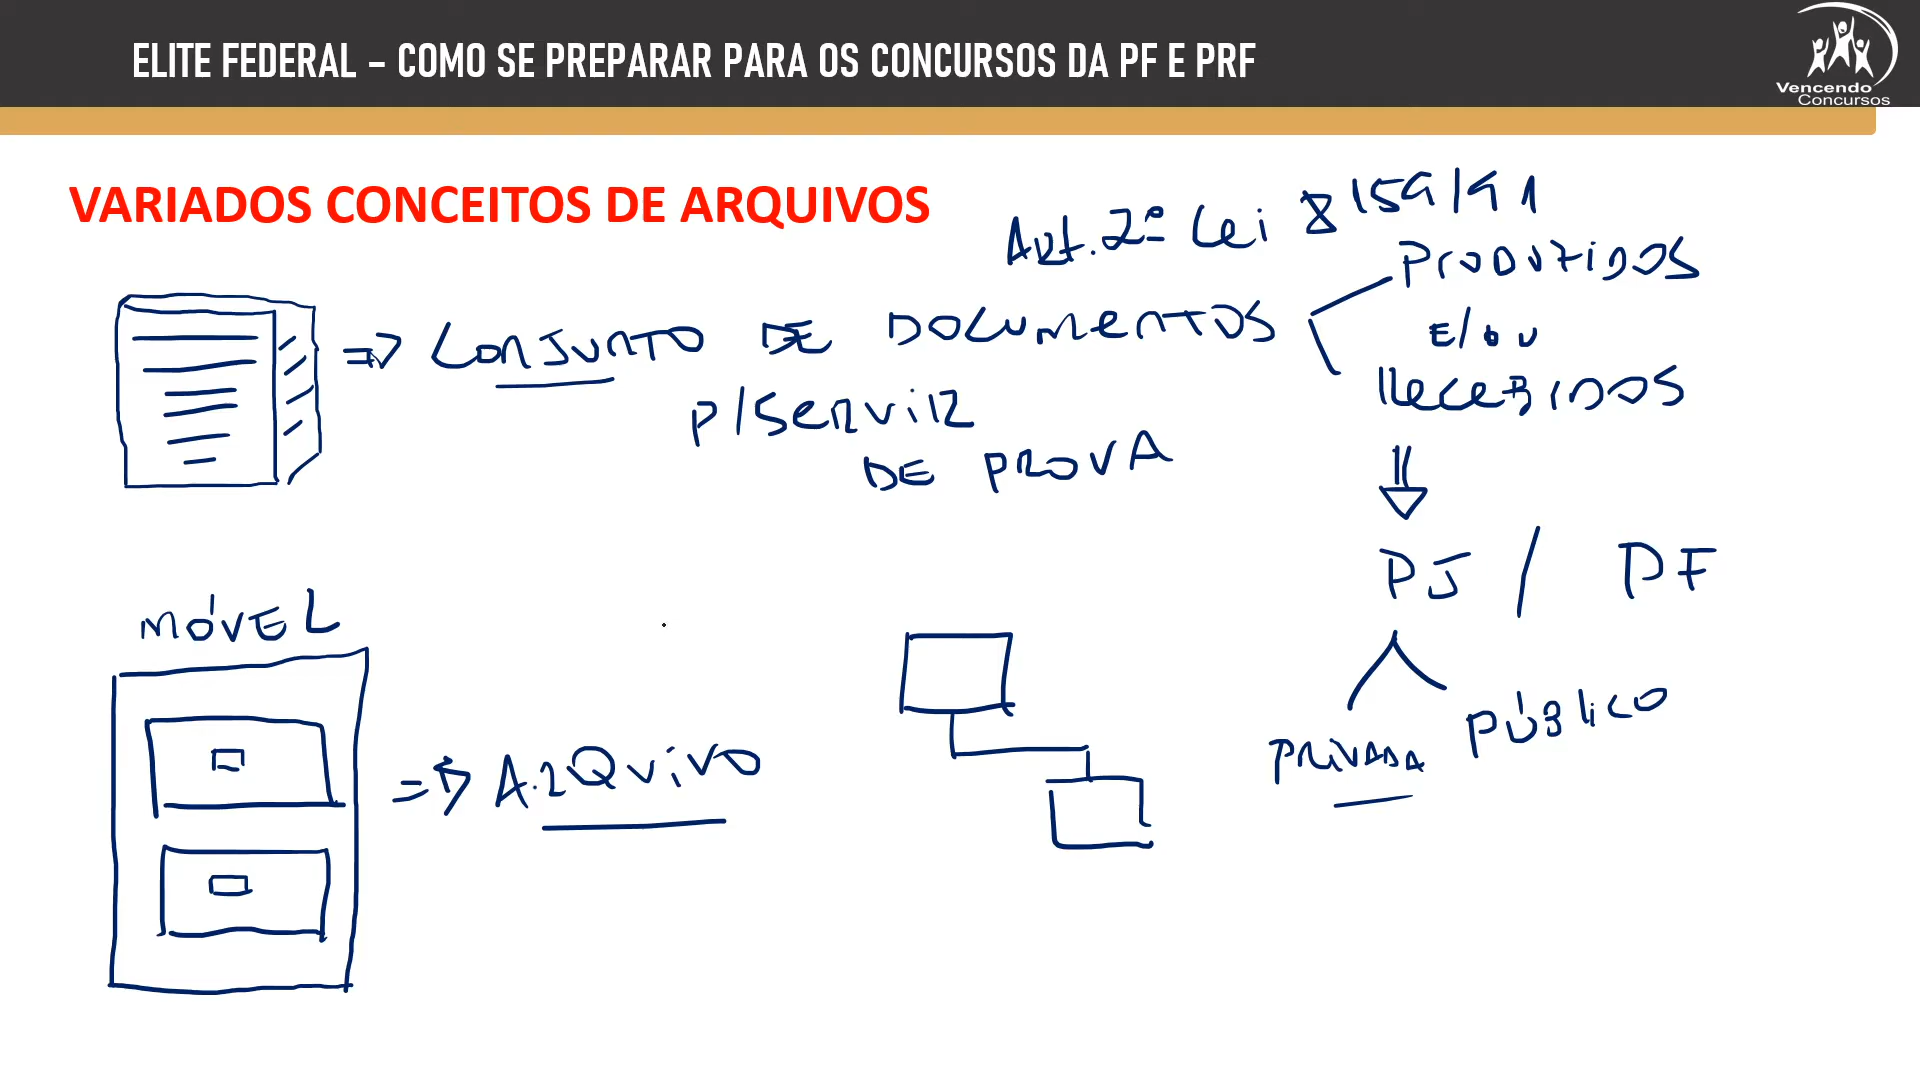 ELITE FEDERAL – COMO SE PREPARAR PARA OS CONCURSOS DA PF E PRF
Vencendo
Concursos
VARIADOS CONCEITOS DE ARQUIVOS
Art. 2º Lei 8159/91
=> CONJUNTO DE DOCUMENTOS
PRODUZIDOS
E/OU
RECEBIDOS
P/SERVIR
DE PROVA
PJ / PF
PRIVADA PÚBLICO
MÓVEL
=> ARQUIVO